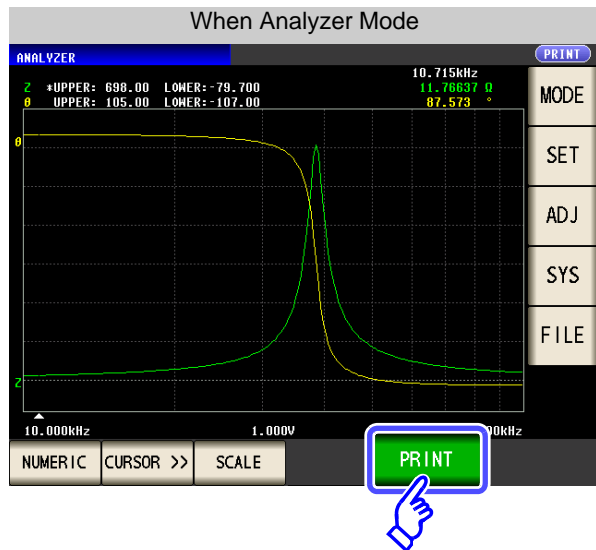 When Analyzer Mode
ANALYZER PRINT
10.715kHz
Z *UPPER: 698.00 LOWER:-79.700 11.76637 Ω
θ UPPER: 105.00 LOWER:-107.00 87.573 °
MODE
θ
SET
ADJ
SYS
FILE
Z
10.000kHz 1.000V 00kHz
NUMERIC CURSOR >> SCALE PRINT